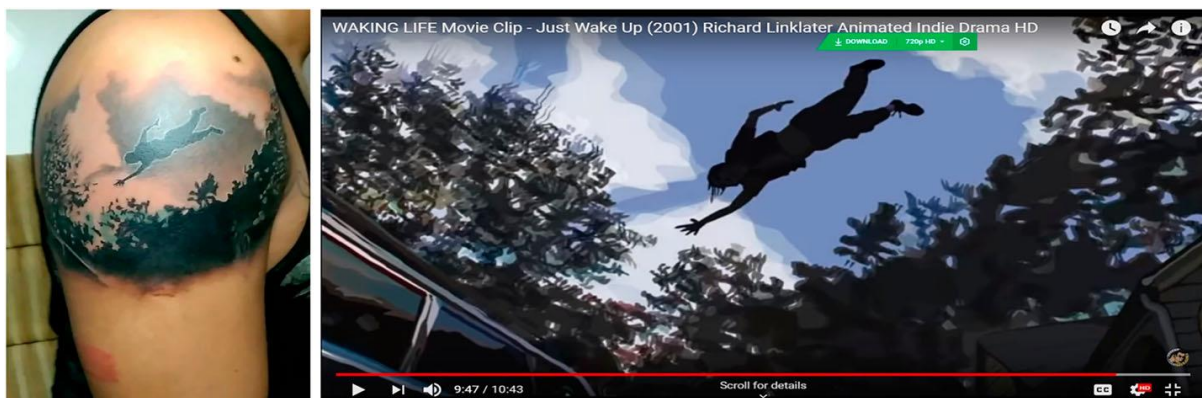 WAKING LIFE Movie Clip - Just Wake Up (2001) Richard Linklater Animated Indie Drama HD
DOWNLOAD 720p HD
9:47 / 10:43
Scroll for details
CC
HD